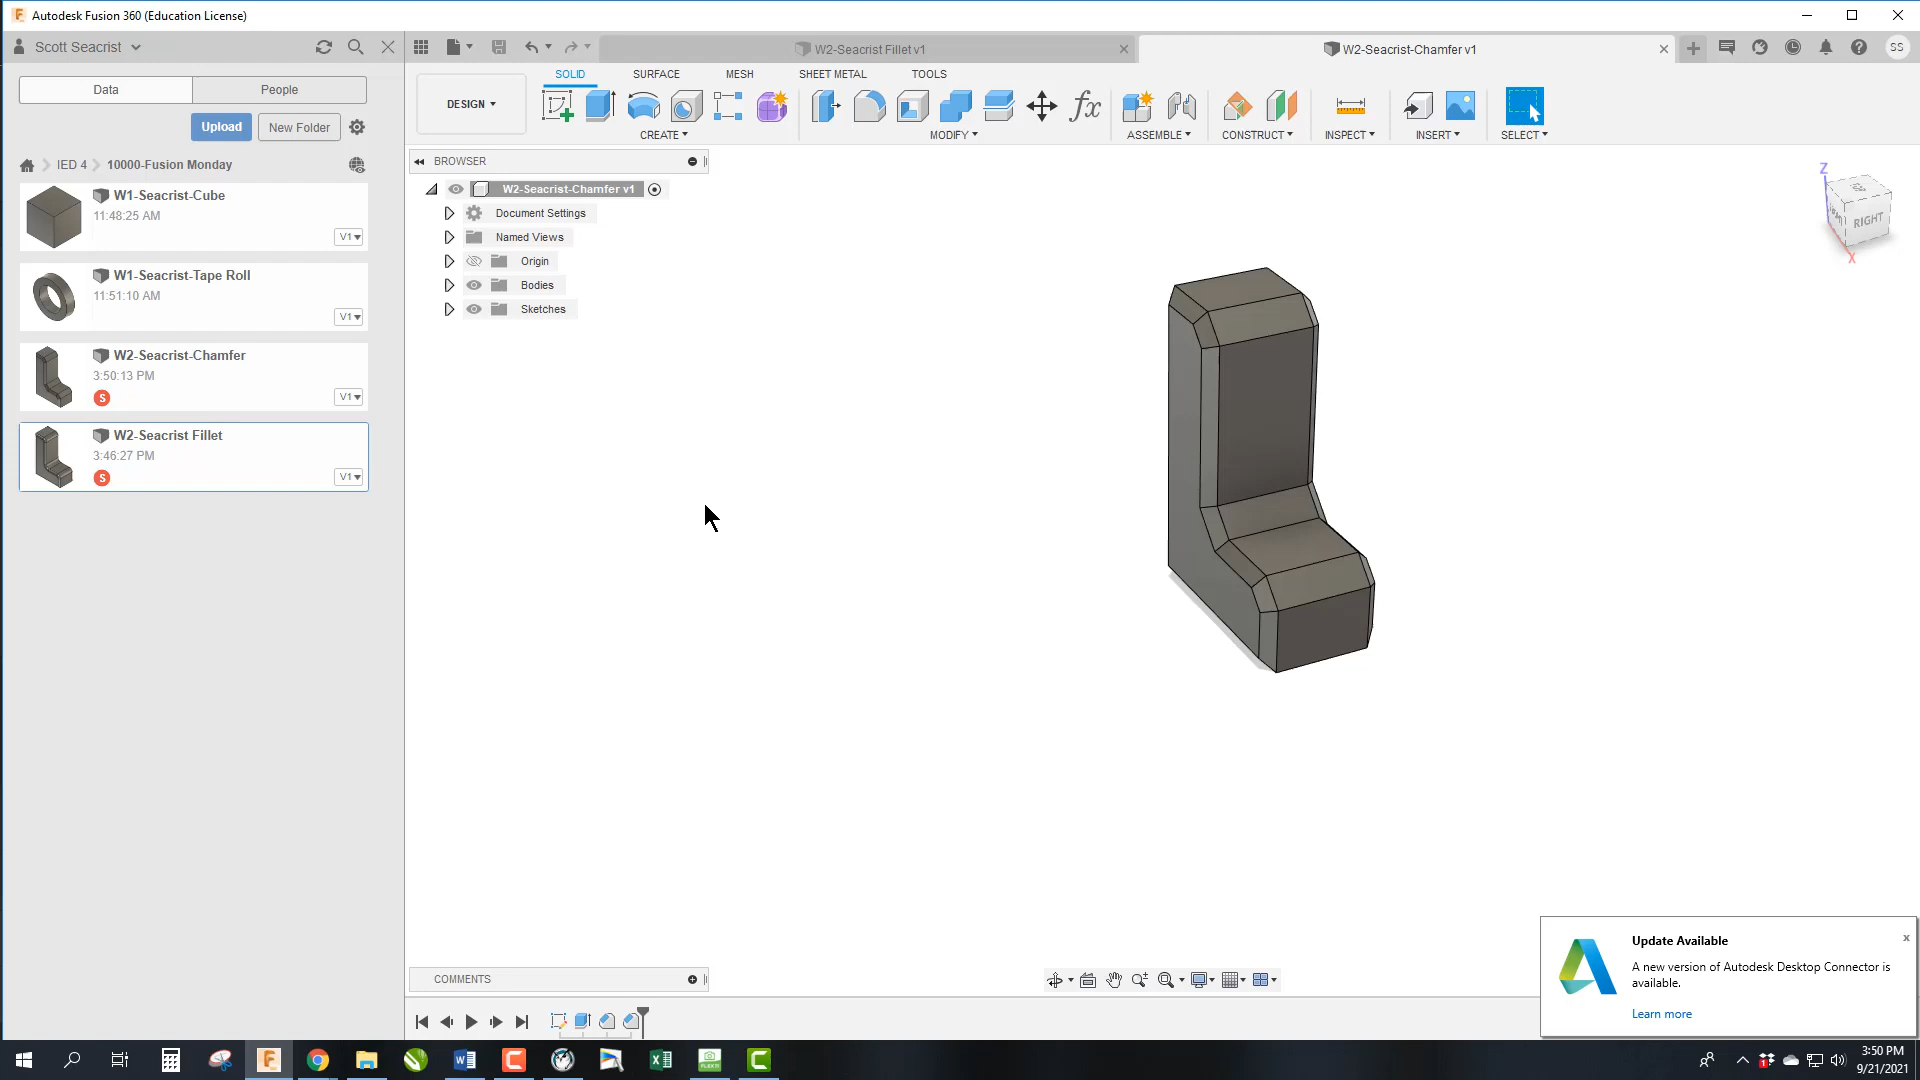 Autodesk Fusion 360 (Education License)
Scott Seacrist
W2-Seacrist Fillet v1
W2-Seacrist-Chamfer v1
SS
Data
People
DESIGN
SOLID
SURFACE
MESH
SHEET METAL
TOOLS
Upload
New Folder
CREATE
MODIFY
ASSEMBLE
CONSTRUCT
INSPECT
INSERT
SELECT
IED 4
10000-Fusion Monday
BROWSER
W2-Seacrist-Chamfer v1
Document Settings
Named Views
Origin
Bodies
Sketches
W1-Seacrist-Cube
11:48:25 AM
V1
W1-Seacrist-Tape Roll
11:51:10 AM
V1
W2-Seacrist-Chamfer
3:50:13 PM
S
V1
W2-Seacrist Fillet
3:46:27 PM
S
V1
Z
RIGHT
X
COMMENTS
Update Available
A new version of Autodesk Desktop Connector is
available.
Learn more
3:50 PM
9/21/2021